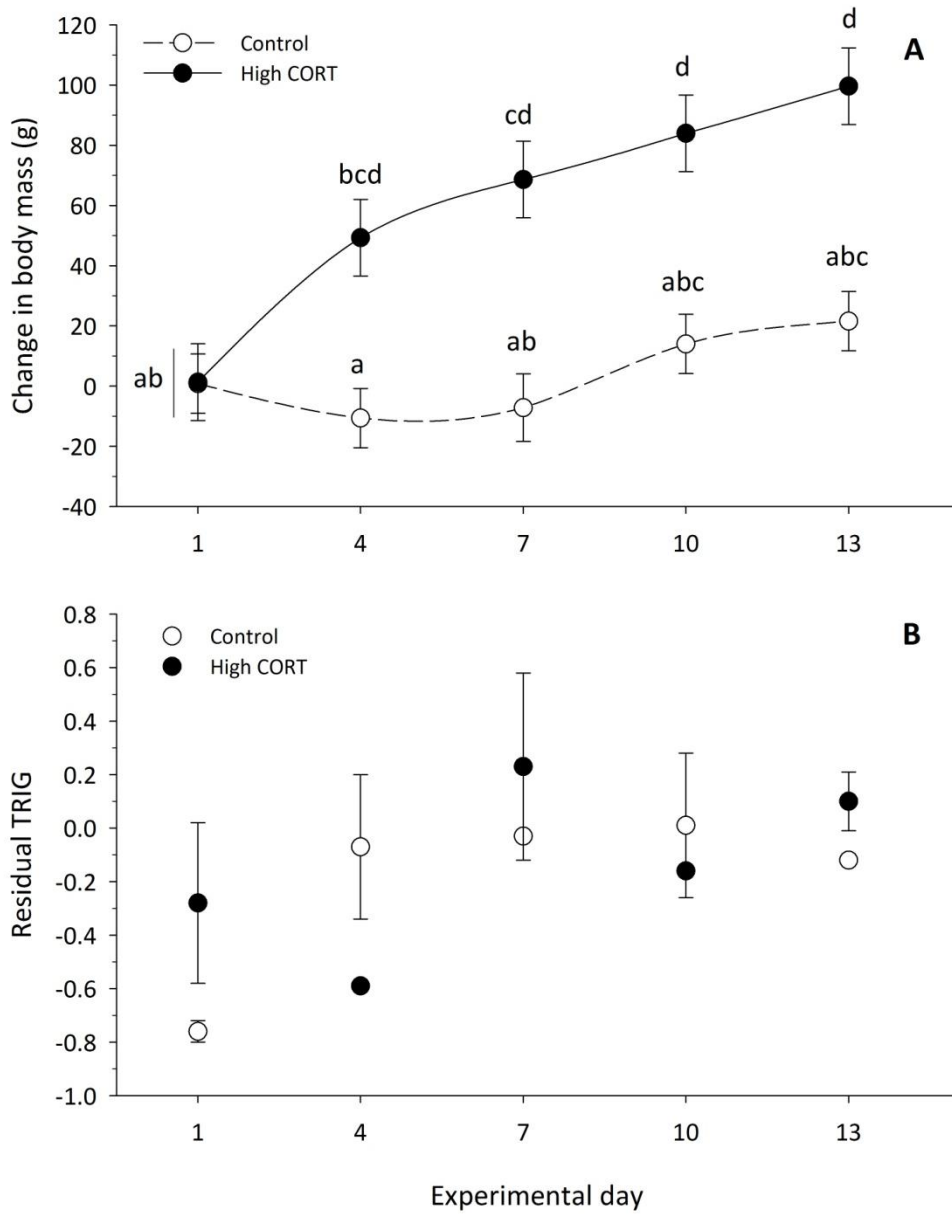 A
Control
High CORT
Change in body mass (g)
120
100
80
60
40
20
0
-20
-40
ab
bcd
cd
d
d
a
ab
abc
abc
1 4 7 10 13
B
Control
High CORT
Residual TRIG
0.8
0.6
0.4
0.2
0.0
-0.2
-0.4
-0.6
-0.8
-1.0
1 4 7 10 13
Experimental day